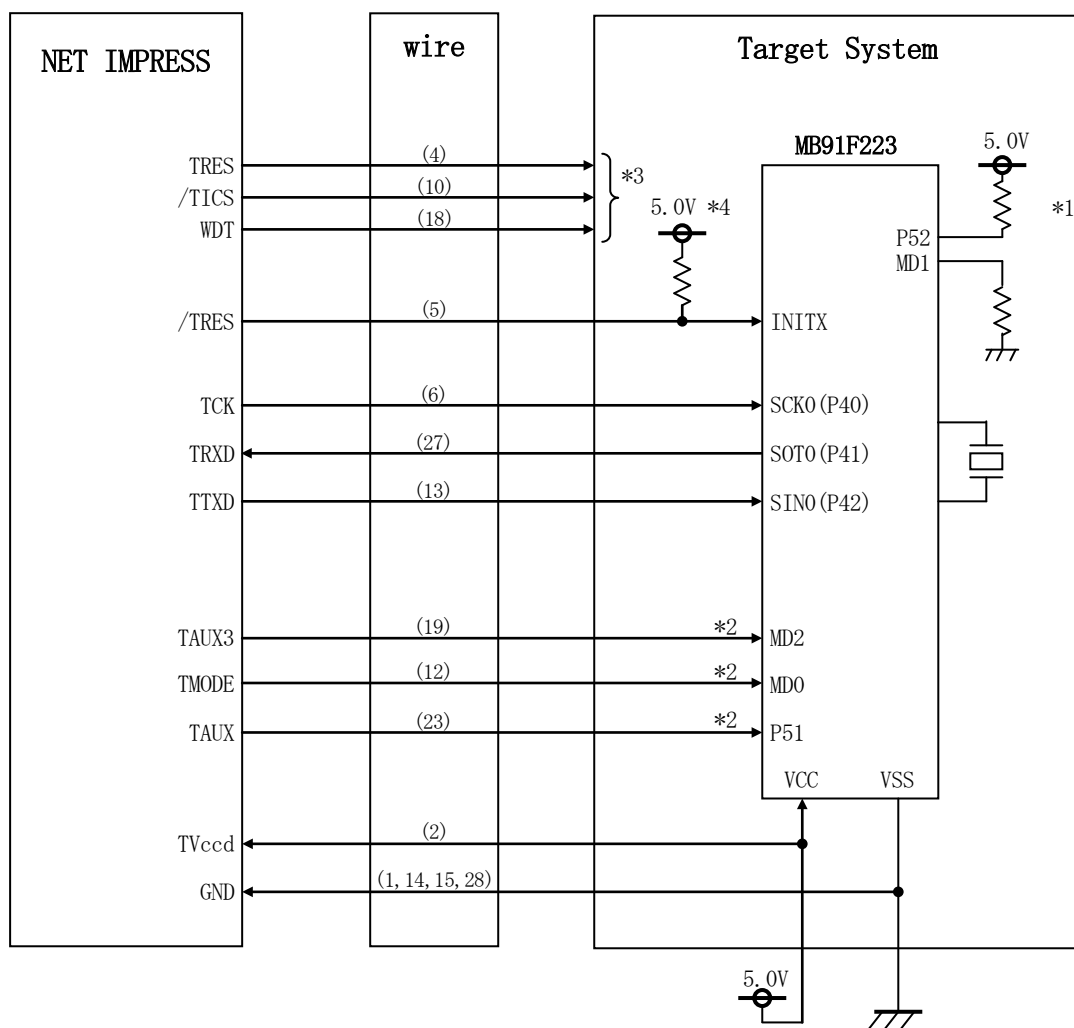 NET IMPRESS
wire
Target System
MB91F223
5.0V
*1
TRES
(4)
*3
/TICS
(10)
WDT
(18)
5.0V *4
P52
MD1
/TRES
(5)
INITX
TCK
(6)
SCK0(P40)
TRXD
(27)
SOT0(P41)
TTXD
(13)
SIN0(P42)
TAUX3
(19)
*2
MD2
TMODE
(12)
*2
MD0
TAUX
(23)
*2
P51
VCC
VSS
TVccd
(2)
GND
(1,14,15,28)
5.0V